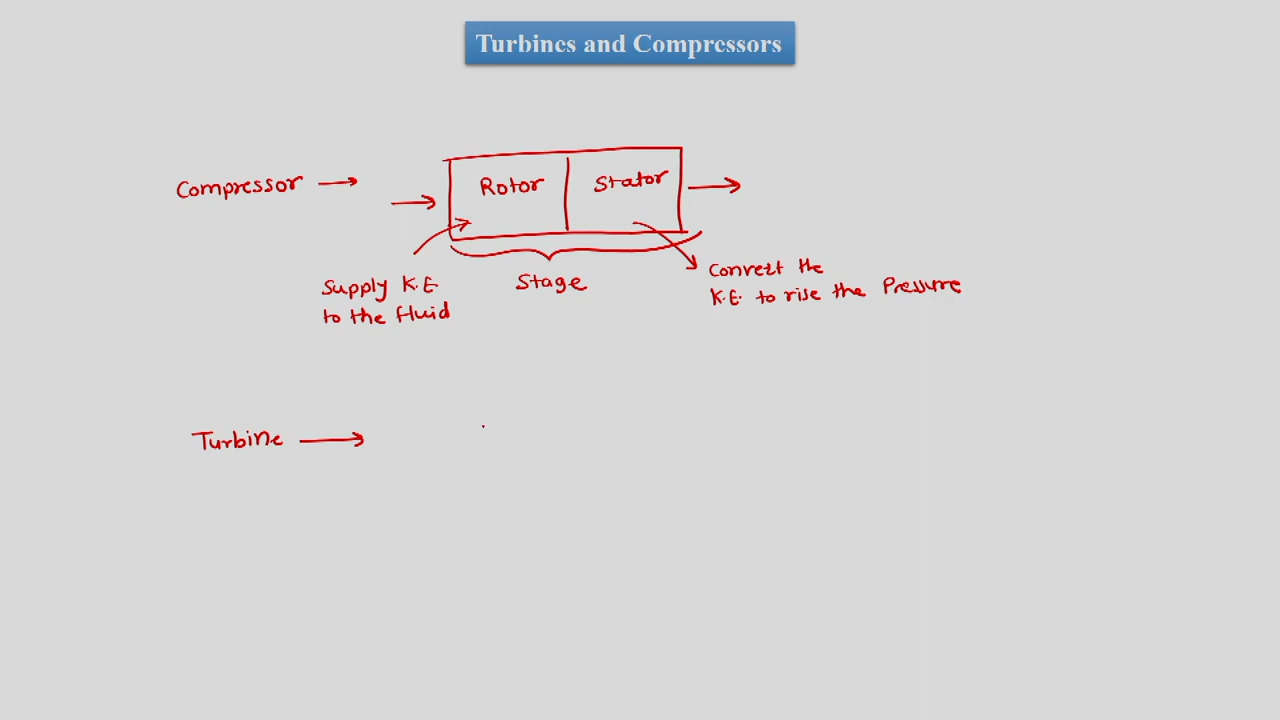 Turbines and Compressors
Compressor
Rotor
Stator
Supply K.E
to the fluid
Stage
Convert the
K.E. to rise the Pressure
Turbine